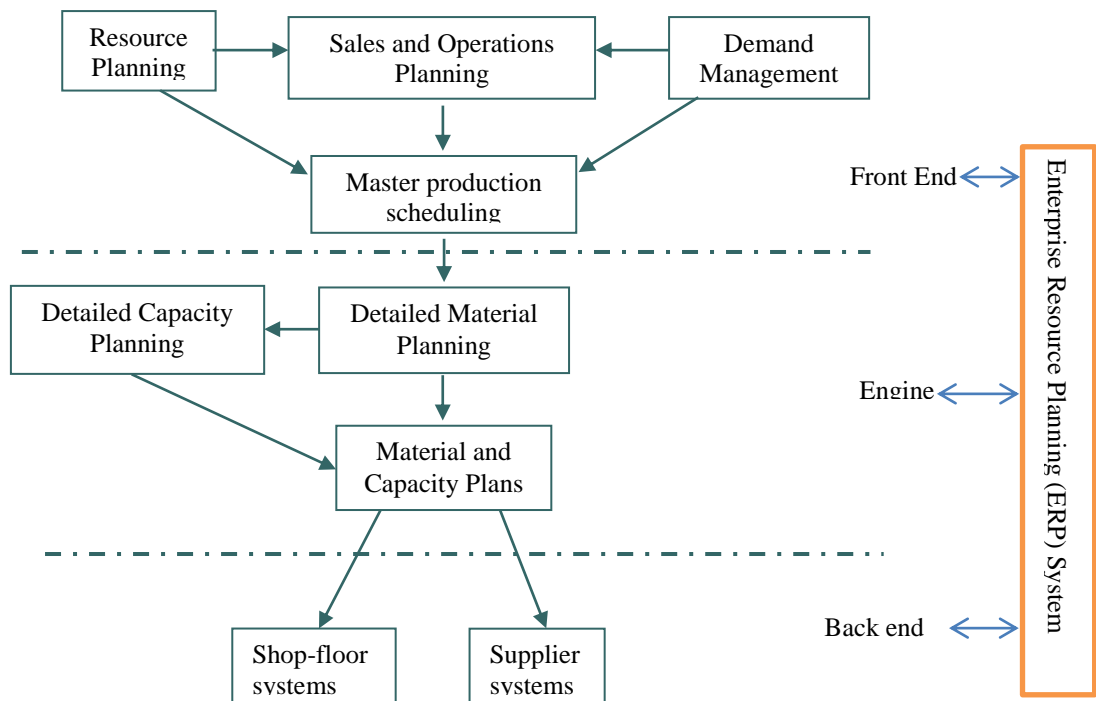 Resource
Planning
Sales and Operations
Planning
Demand
Management
Master production
scheduling
Front End
Detailed Capacity
Planning
Detailed Material
Planning
Engine
Material and
Capacity Plans
Back end
Shop-floor
systems
Supplier
systems
Enterprise Resource Planning (ERP) System